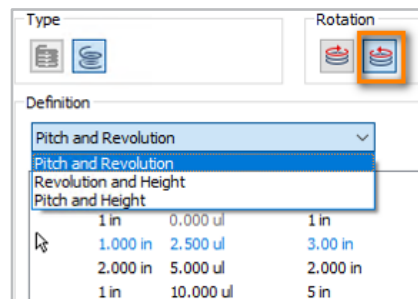 Type Rotation
Definition
Pitch and Revolution
Pitch and Revolution
Revolution and Height
Pitch and Height
1 in 0.000 ul 1 in
1.000 in 2.500 ul 3.00 in
2.000 in 5.000 ul 2.000 in
1 in 10.000 ul 5 in